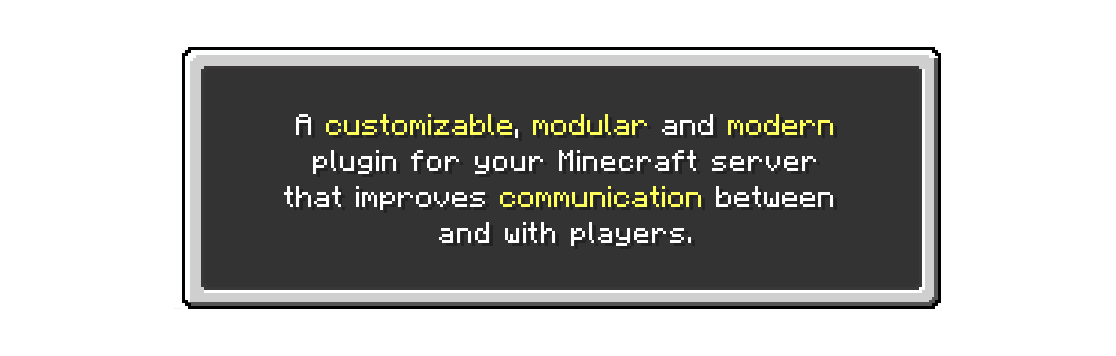 A customizable, modular and modern
plugin for your Minecraft server
that improves communication between
and with players.